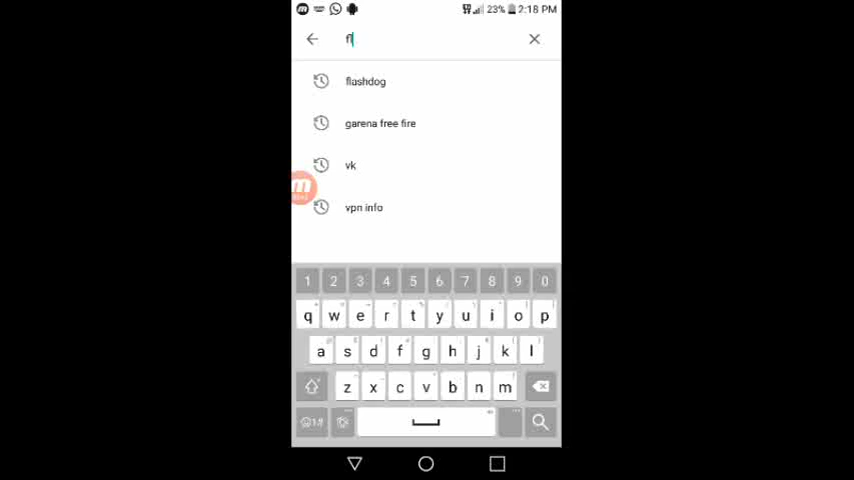 23% 2:18 PM
fl
flashdog
garena free fire
vk
vpn info
1 2 3 4 5 6 7 8 9 0
q w e r t y u i o p
a s d f g h j k l
z x c v b n m